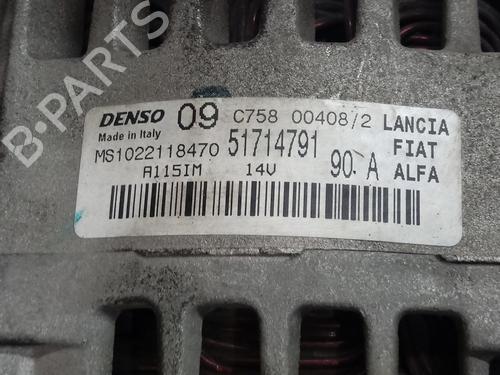 DENSO 09 C758 00408/2 LANCIA
Made in Italy FIAT
MS1022118470 51714791 ALFA
A115IM 14V 90 A
B-PARTS